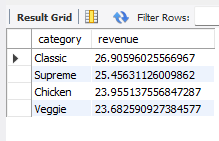 Result Grid Filter Rows:
category revenue
Classic 26.90596025566967
Supreme 25.45631126009862
Chicken 23.955137556847287
Veggie 23.682590927384577